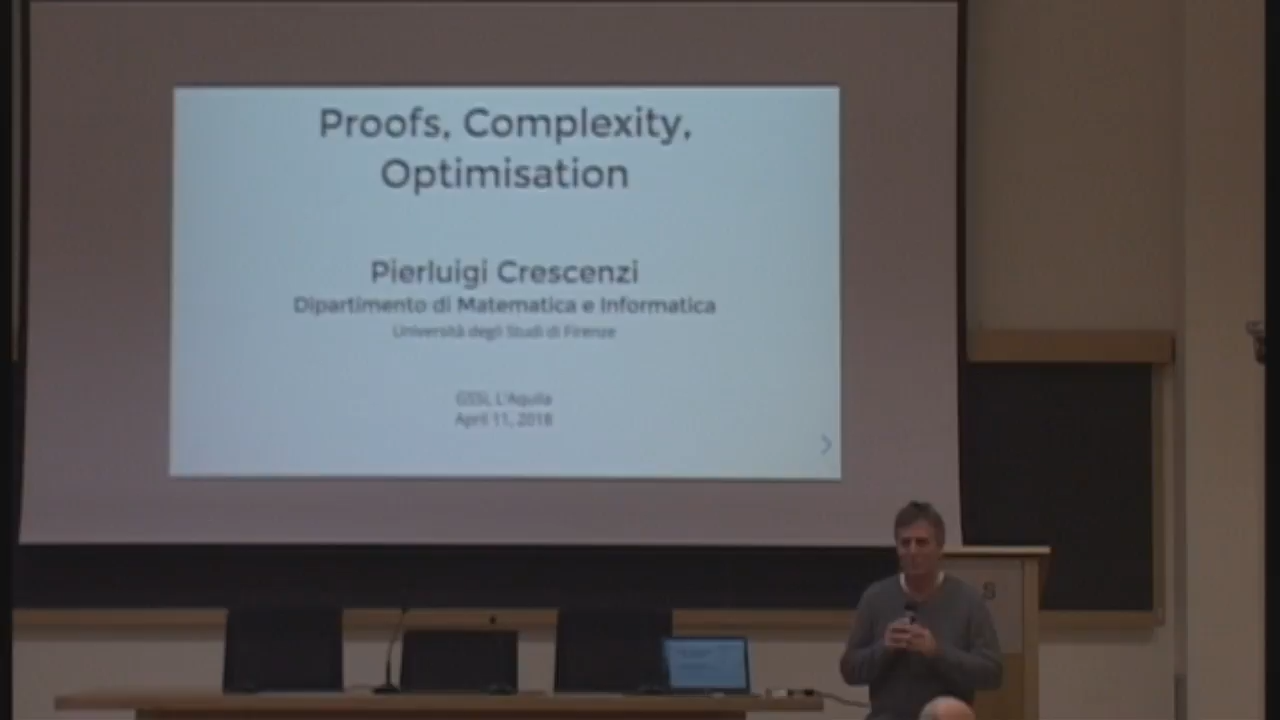 Proofs, Complexity,
Optimisation
Pierluigi Crescenzi
Dipartimento di Matematica e Informatica
Università degli Studi di Firenze
GSSI, L'Aquila
April 11, 2018